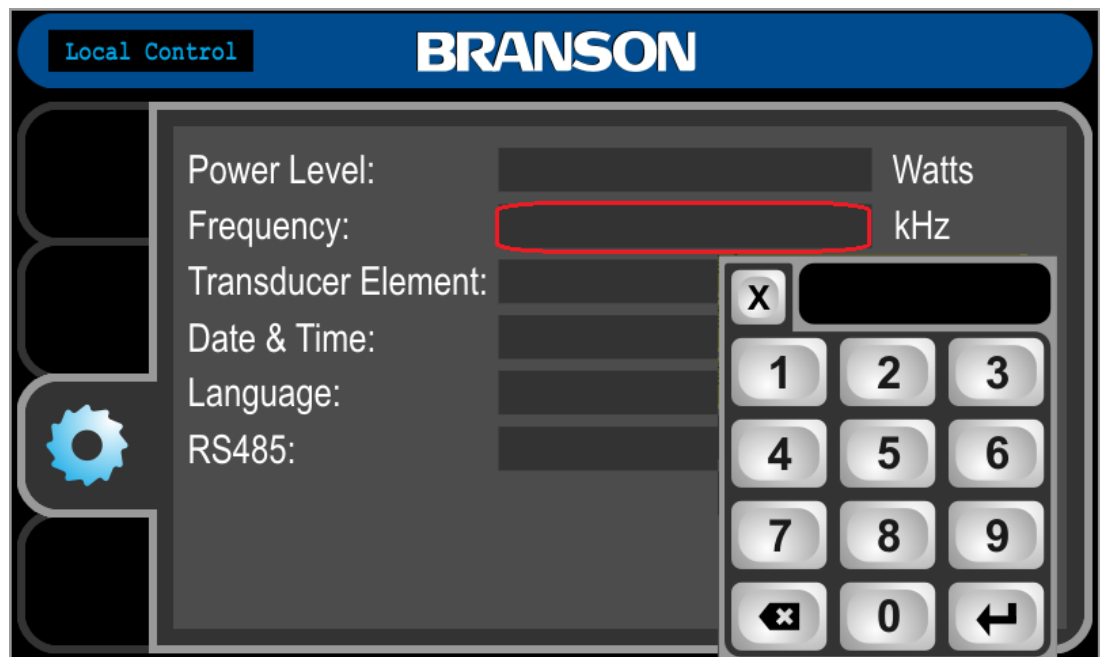 Local Control
BRANSON
Power Level: Watts
Frequency: kHz
Transducer Element:
Date & Time:
Language:
RS485:
X
1 2 3
4 5 6
7 8 9
0